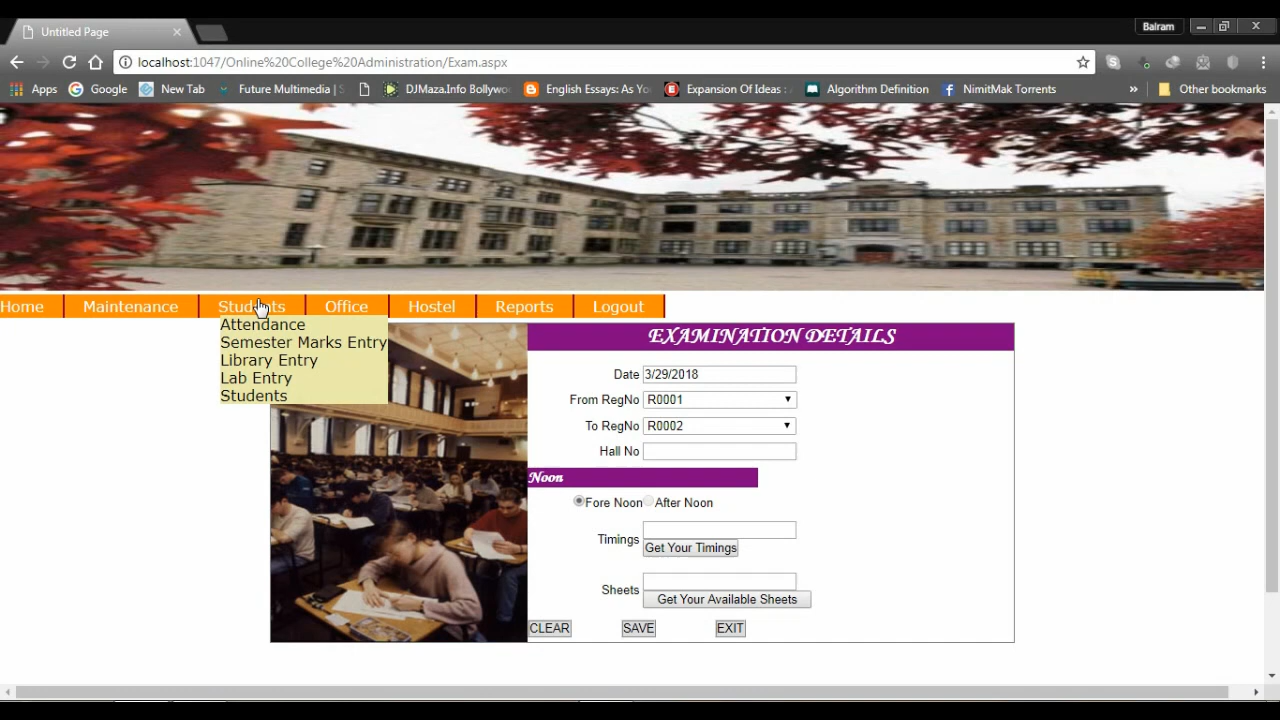 Untitled Page
Balram
localhost:1047/Online%20College%20Administration/Exam.aspx
Apps Google New Tab Future Multimedia | S DJMaza.Info Bollywo English Essays: As Yo Expansion Of Ideas : Algorithm Definition NimitMak Torrents » Other bookmarks
Home Maintenance Students Office Hostel Reports Logout
Attendance
Semester Marks Entry
Library Entry
Lab Entry
Students
EXAMINATION DETAILS
Date 3/29/2018
From RegNo R0001
To RegNo R0002
Hall No
Noon
Fore Noon After Noon
Timings
Get Your Timings
Sheets
Get Your Available Sheets
CLEAR SAVE EXIT